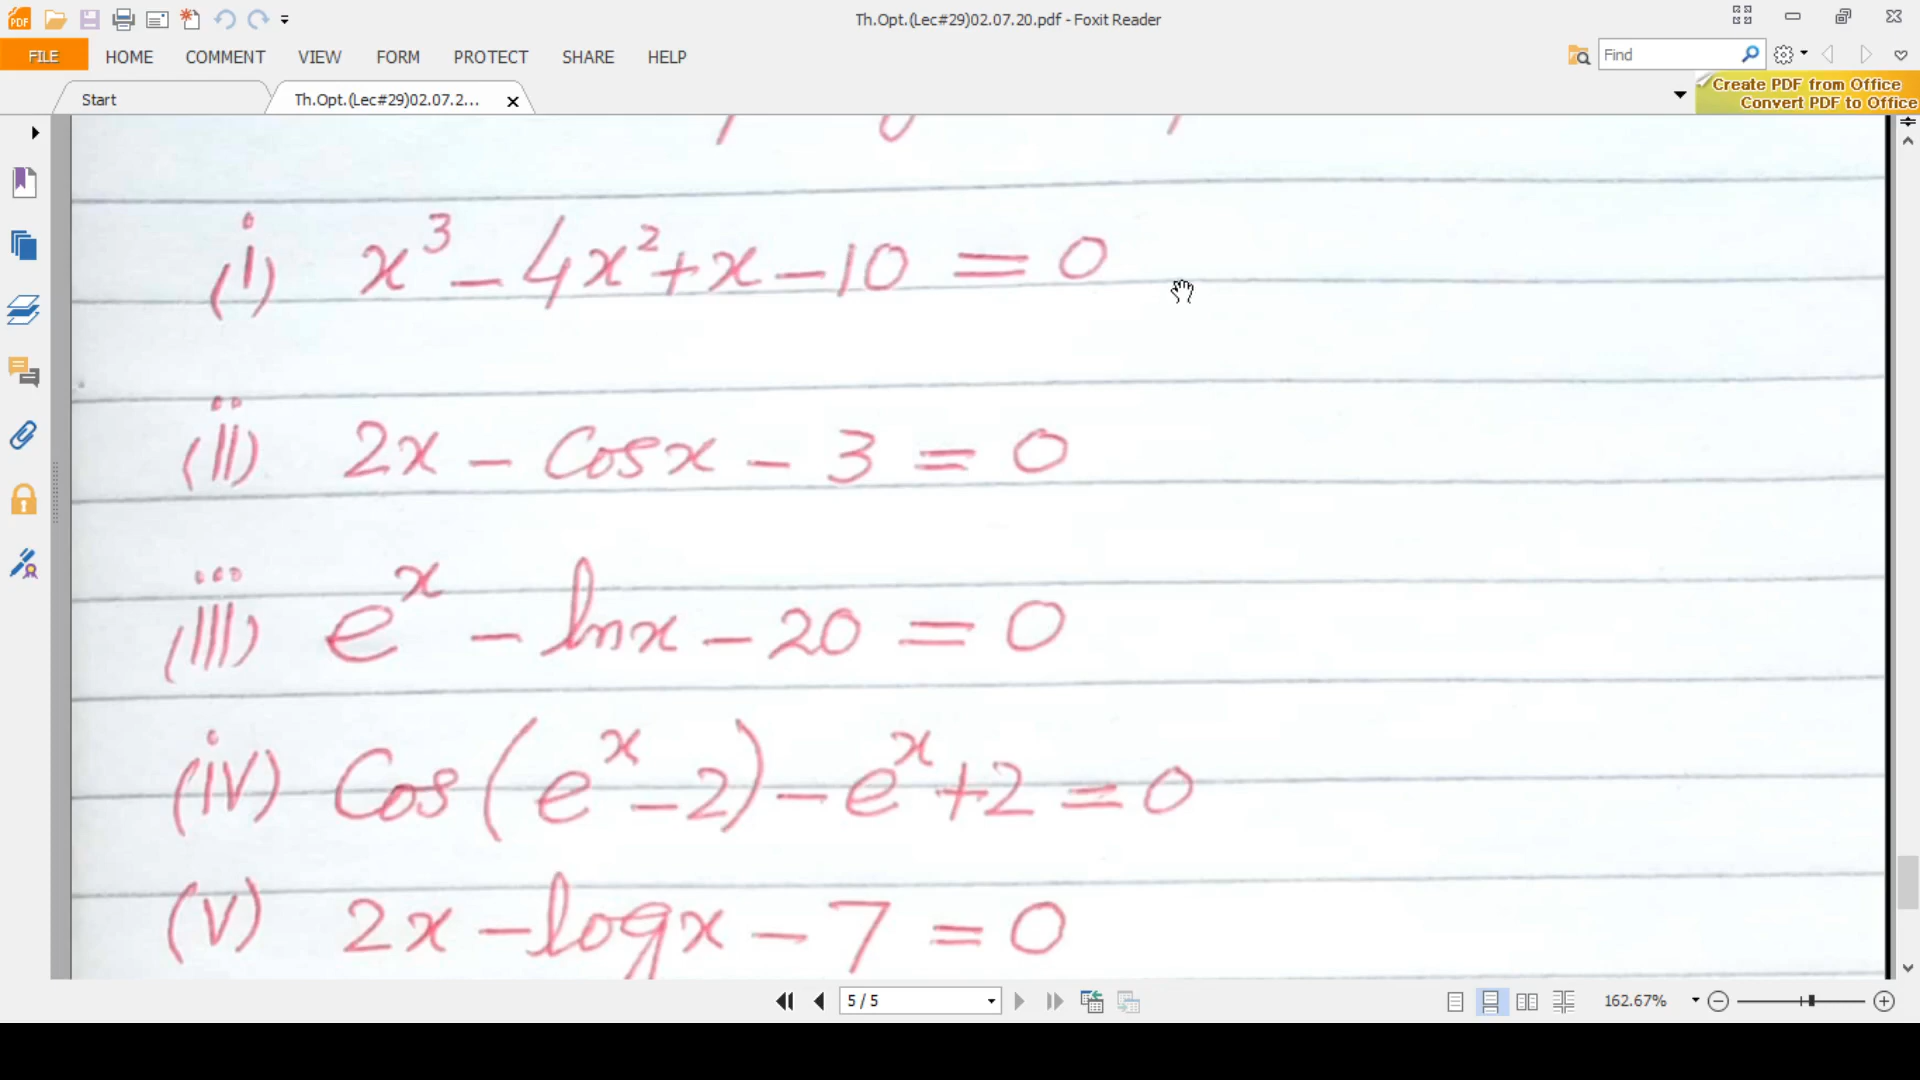 Th.Opt.(Lec#29)02.07.20.pdf - Foxit Reader
FILE HOME COMMENT VIEW FORM PROTECT SHARE HELP
Find
Start Th.Opt.(Lec#29)02.07.2...
Create PDF from Office
Convert PDF to Office
(i) x³ - 4x² + x - 10 = 0
(ii) 2x - Cosx - 3 = 0
(iii) eˣ - lnx - 20 = 0
(iv) Cos(eˣ - 2) - eˣ + 2 = 0
(v) 2x - logx - 7 = 0
5 / 5
162.67%